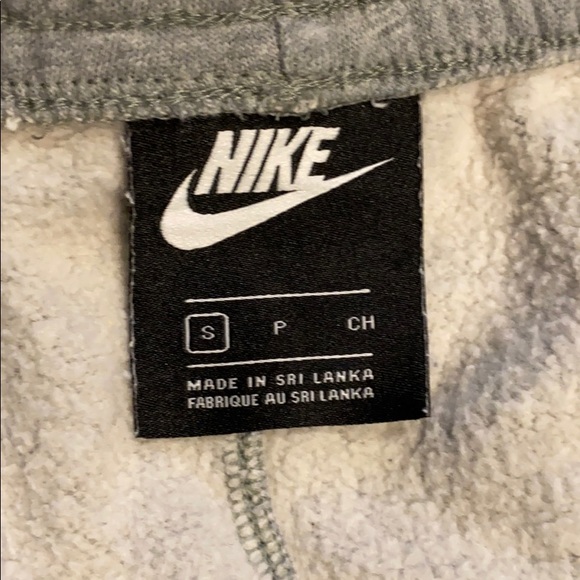 NIKE
S P CH
MADE IN SRI LANKA
FABRIQUE AU SRI LANKA